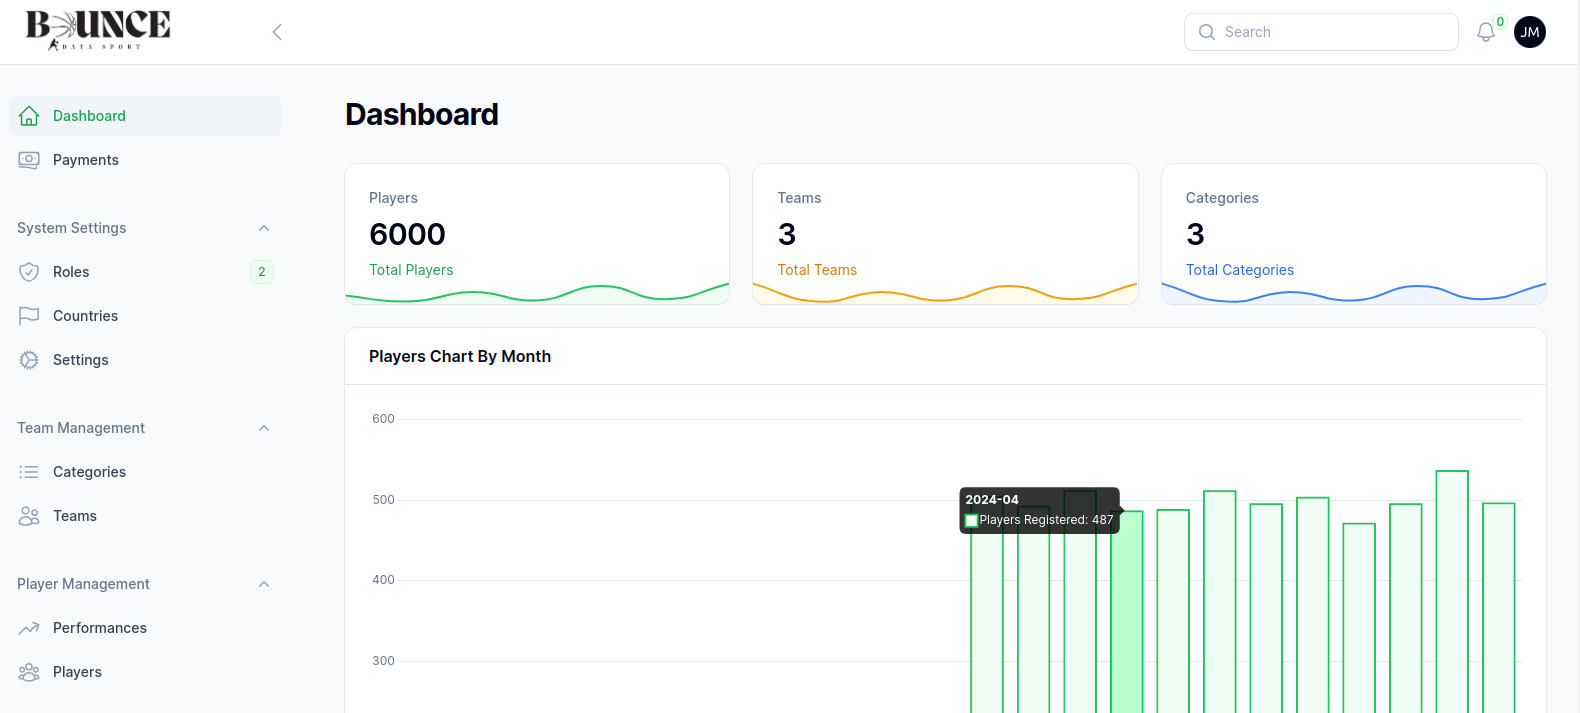 BOUNCE
DATA SPORT
Search
0
JM
Dashboard
Payments
System Settings
Roles
2
Countries
Settings
Team Management
Categories
Teams
Player Management
Performances
Players
Dashboard
Players
6000
Total Players
Teams
3
Total Teams
Categories
3
Total Categories
Players Chart By Month
600
500
400
300
2024-04
Players Registered: 487